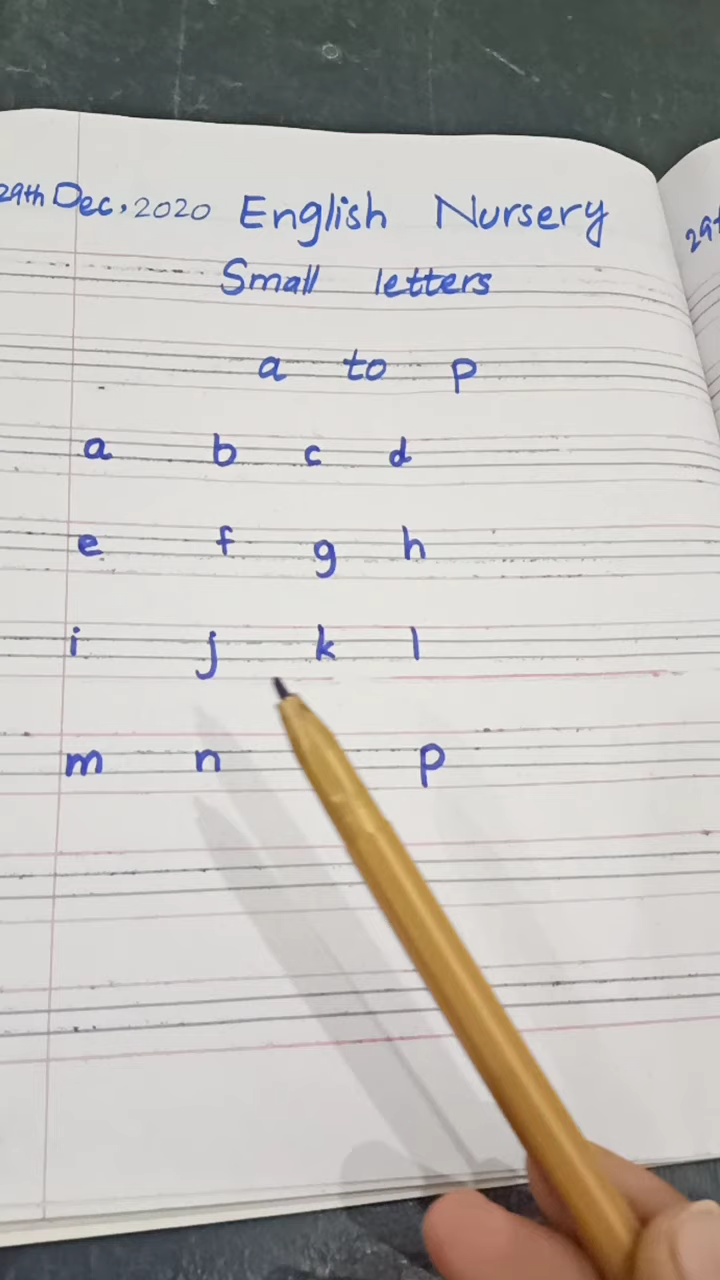 29th Dec, 2020 English Nursery
Small letters
a to p
a b c d
e f g h
i j k l
m n p